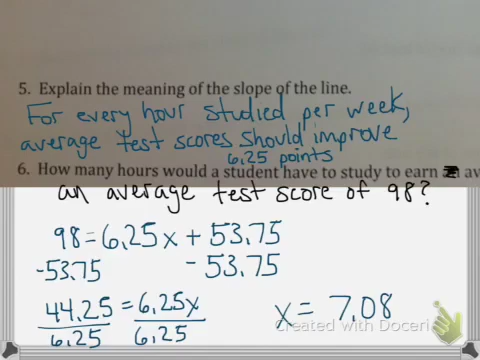 5. Explain the meaning of the slope of the line.
For every hour studied per week,
average test scores should improve
6.25 points
6. How many hours would a student have to study to earn av
an average test score of 98?
98 = 6.25x + 53.75
-53.75 - 53.75
44.25 = 6.25x x = 7.08
6.25 6.25
Created with Doceri